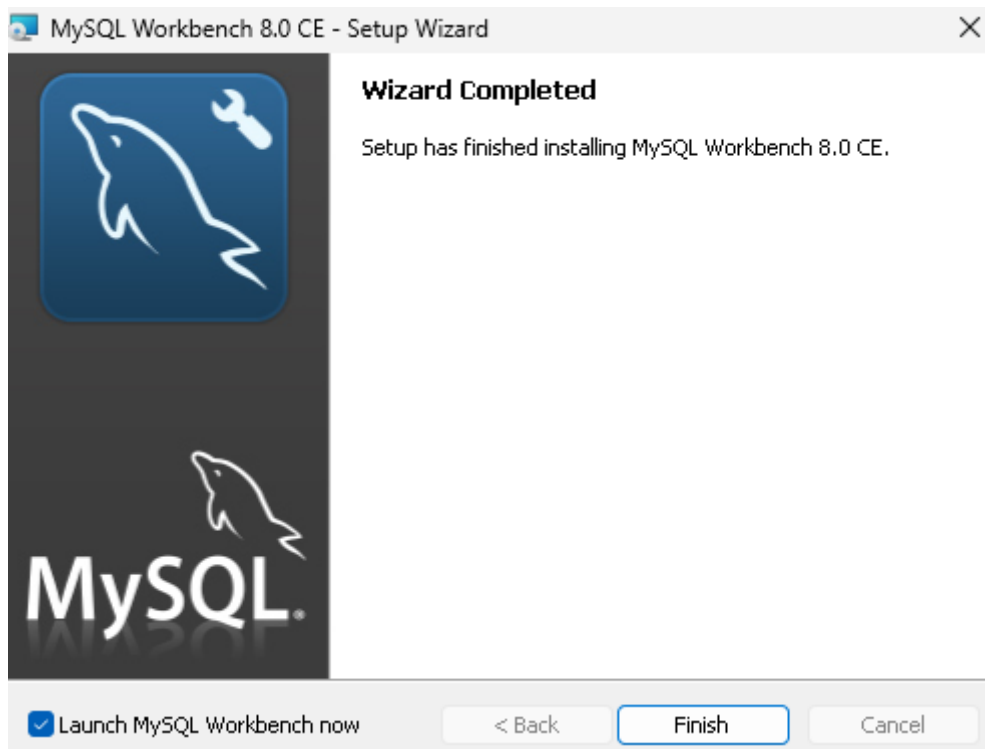 MySQL Workbench 8.0 CE - Setup Wizard
Wizard Completed
Setup has finished installing MySQL Workbench 8.0 CE.
MySQL®
Launch MySQL Workbench now
< Back
Finish
Cancel